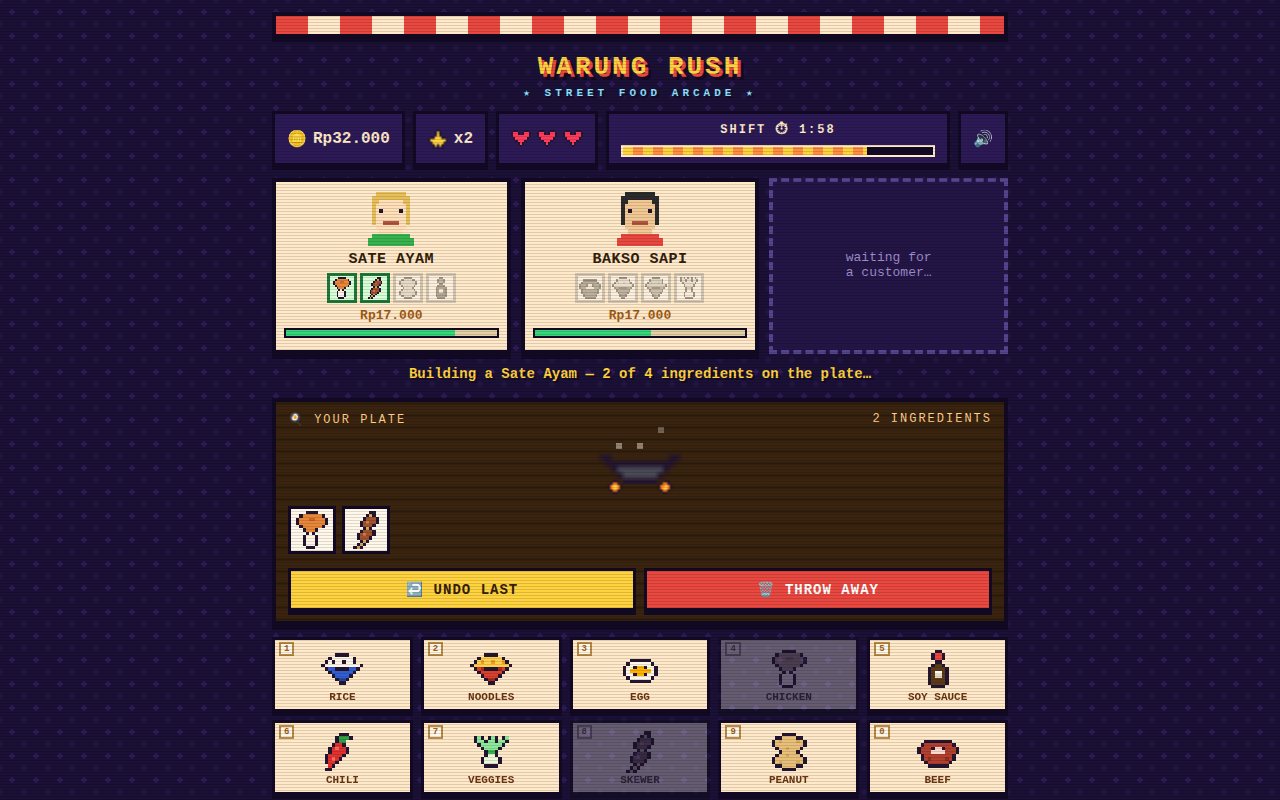 WARUNG RUSH
★ STREET FOOD ARCADE ★
Rp32.000
x2
SHIFT ⏱ 1:58
SATE AYAM
Rp17.000
BAKSO SAPI
Rp17.000
waiting for
a customer…
Building a Sate Ayam — 2 of 4 ingredients on the plate…
YOUR PLATE
2 INGREDIENTS
UNDO LAST
THROW AWAY
1
RICE
2
NOODLES
3
EGG
4
CHICKEN
5
SOY SAUCE
6
CHILI
7
VEGGIES
8
SKEWER
9
PEANUT
0
BEEF